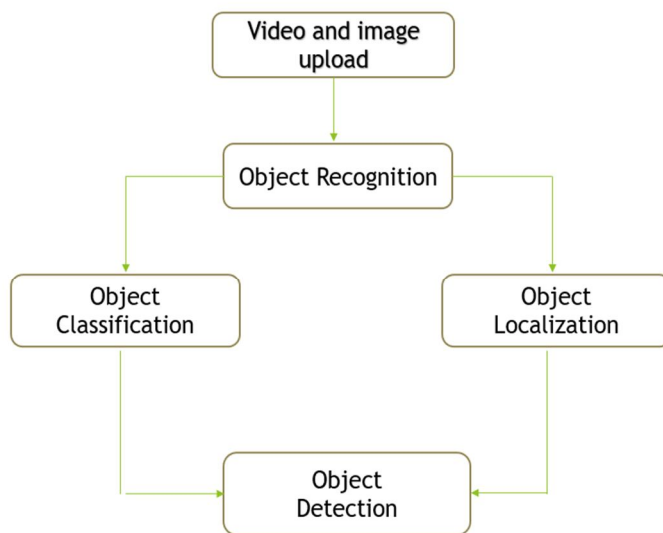 Video and image
upload
Object Recognition
Object
Classification
Object
Localization
Object
Detection